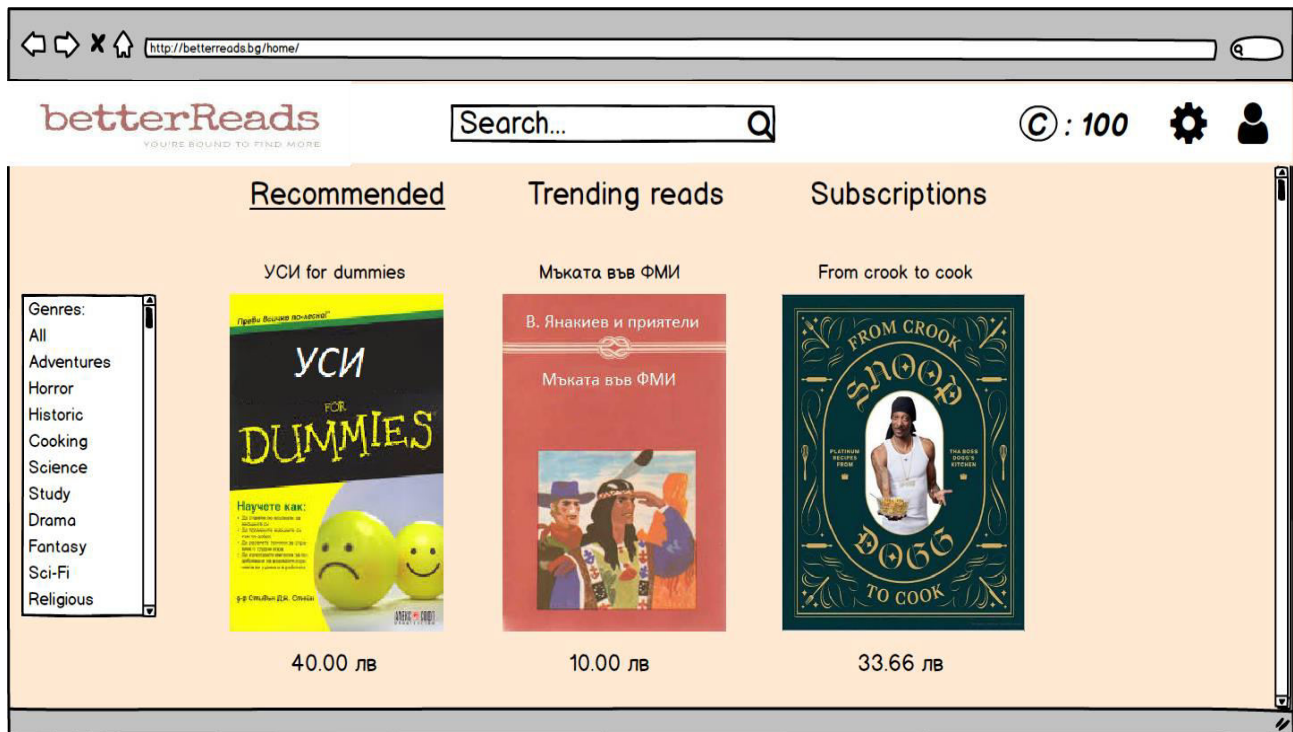 http://betterreads.bg/home/
betterReads
YOU'RE BOUND TO FIND MORE
Search...
C : 100
Recommended
Trending reads
Subscriptions
УСИ for dummies
Мъката във ФМИ
From crook to cook
Genres:
All
Adventures
Horror
Historic
Cooking
Science
Study
Drama
Fantasy
Sci-Fi
Religious
УСИ
FOR
DUMMIES
Научете как:
В. Янакиев и приятели
Мъката във ФМИ
FROM CROOK
SNOOP
PLATINUM
RECIPES
FROM
THA BOSS
DOGG'S
KITCHEN
DOGG
TO COOK
40.00 лв
10.00 лв
33.66 лв